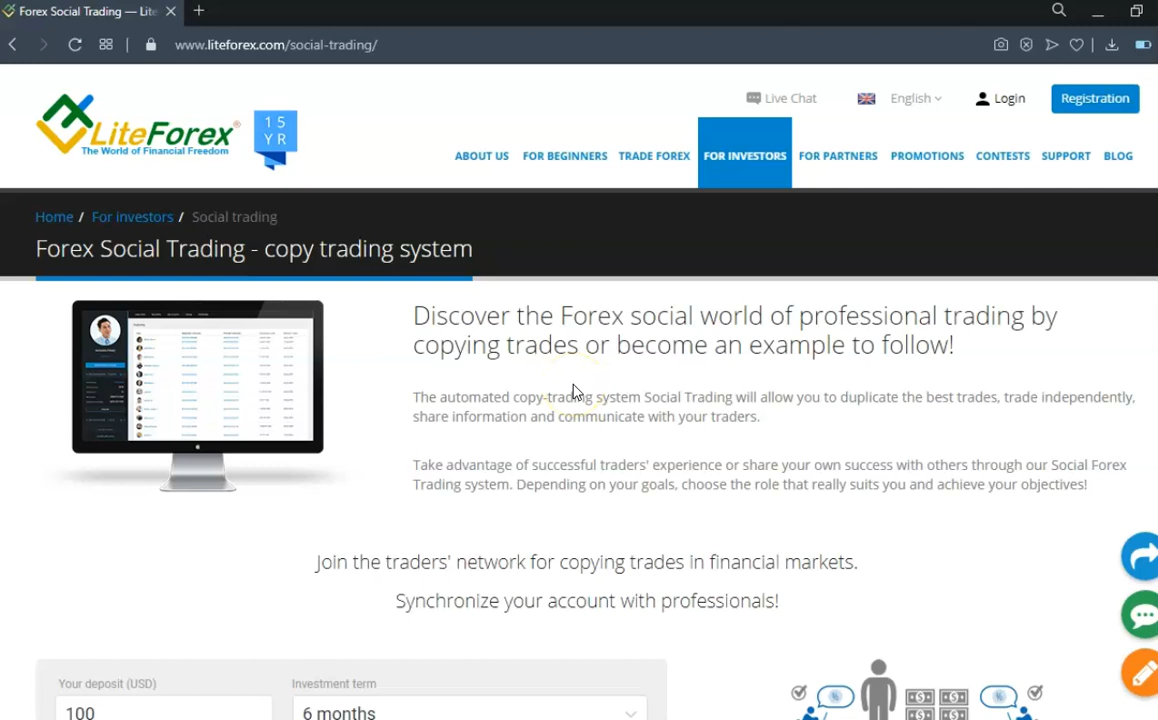 Forex Social Trading — Lite
www.liteforex.com/social-trading/
LiteForex®
The World of Financial Freedom
15
YR
Live Chat
English
Login
Registration
ABOUT US FOR BEGINNERS TRADE FOREX FOR INVESTORS FOR PARTNERS PROMOTIONS CONTESTS SUPPORT BLOG
Home / For investors / Social trading
Forex Social Trading - copy trading system
Discover the Forex social world of professional trading by
copying trades or become an example to follow!
The automated copy-trading system Social Trading will allow you to duplicate the best trades, trade independently,
share information and communicate with your traders.
Take advantage of successful traders' experience or share your own success with others through our Social Forex
Trading system. Depending on your goals, choose the role that really suits you and achieve your objectives!
Join the traders' network for copying trades in financial markets.
Synchronize your account with professionals!
Your deposit (USD) Investment term
100 6 months